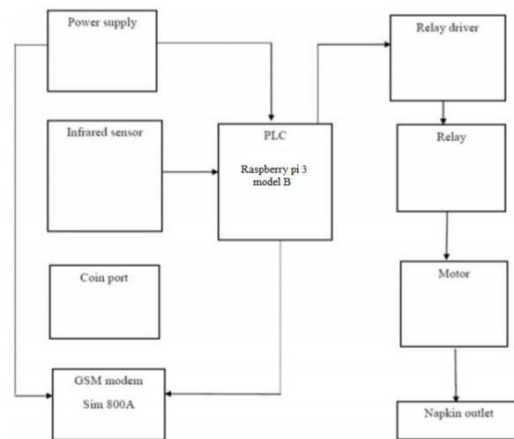 Power supply
Relay driver
Infrared sensor
PLC
Raspberry pi 3
model B
Relay
Coin port
Motor
GSM modem
Sim 800A
Napkin outlet